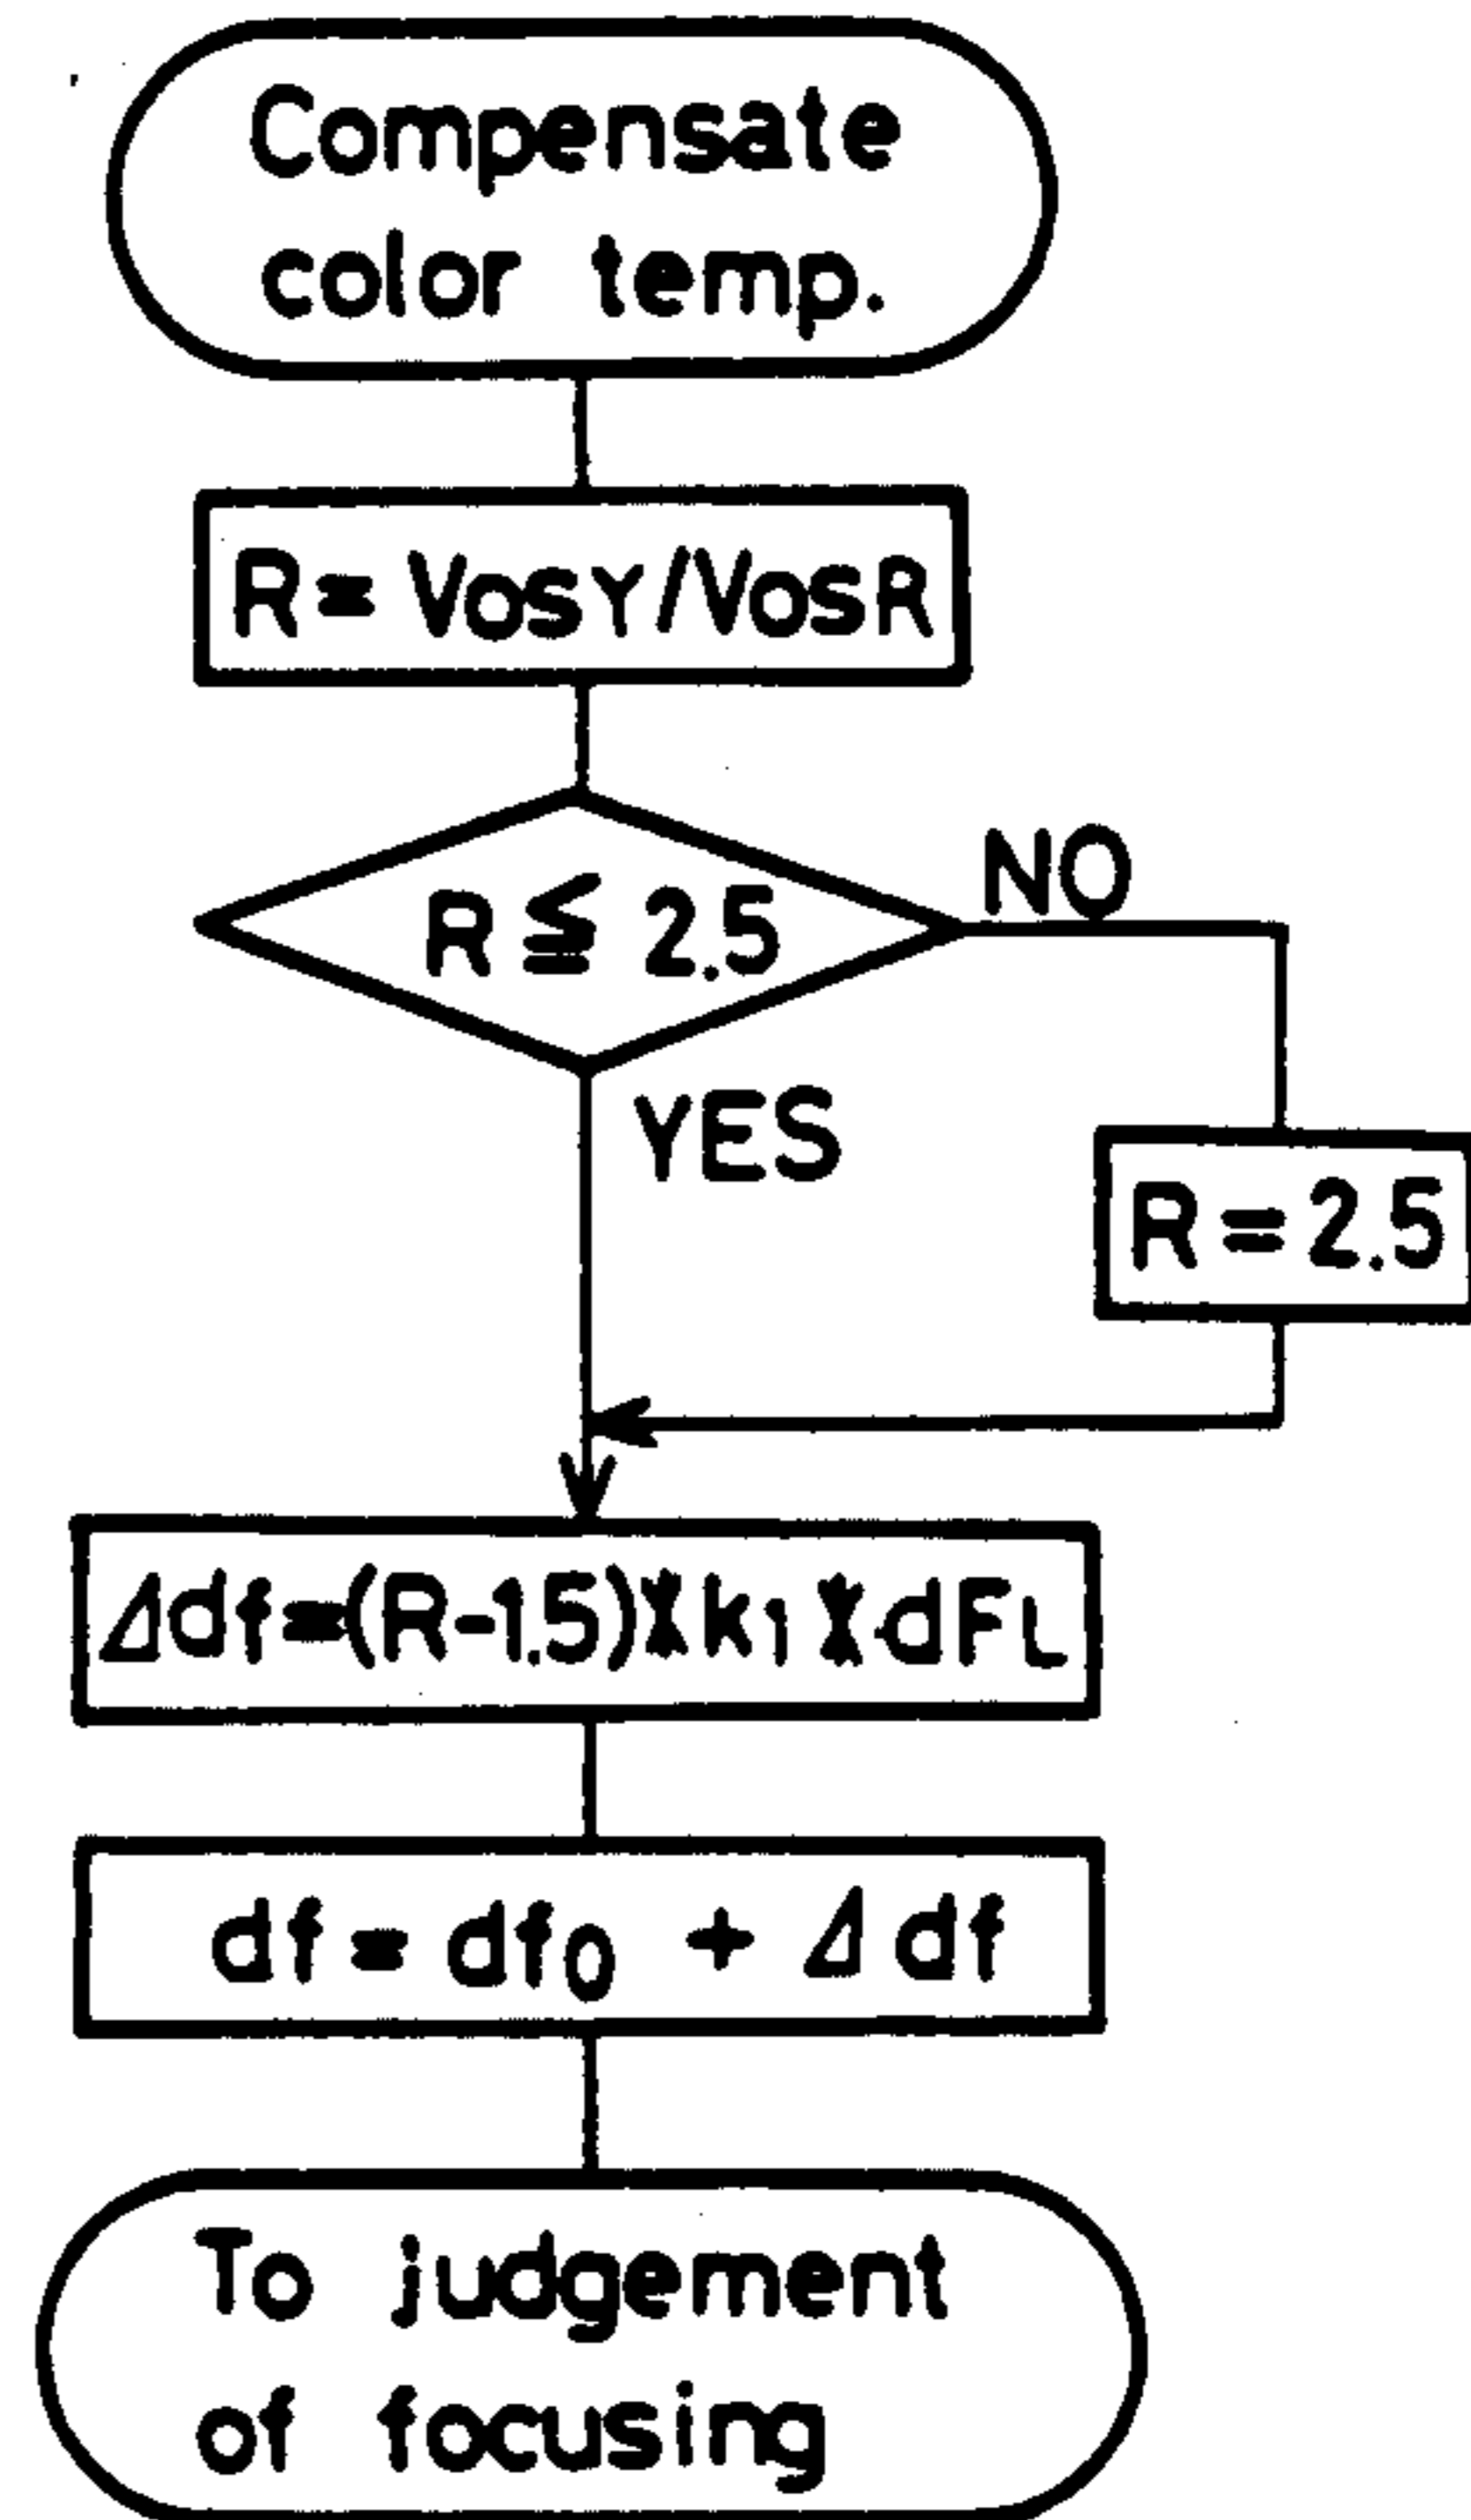 Compensate
color temp.
R= VOSY/VOSR
R ≦ 2.5
NO
YES
R = 2.5
Δdf=(R-1.5)×k1×dFL
df = df0 + Δdf
To judgement
of focusing